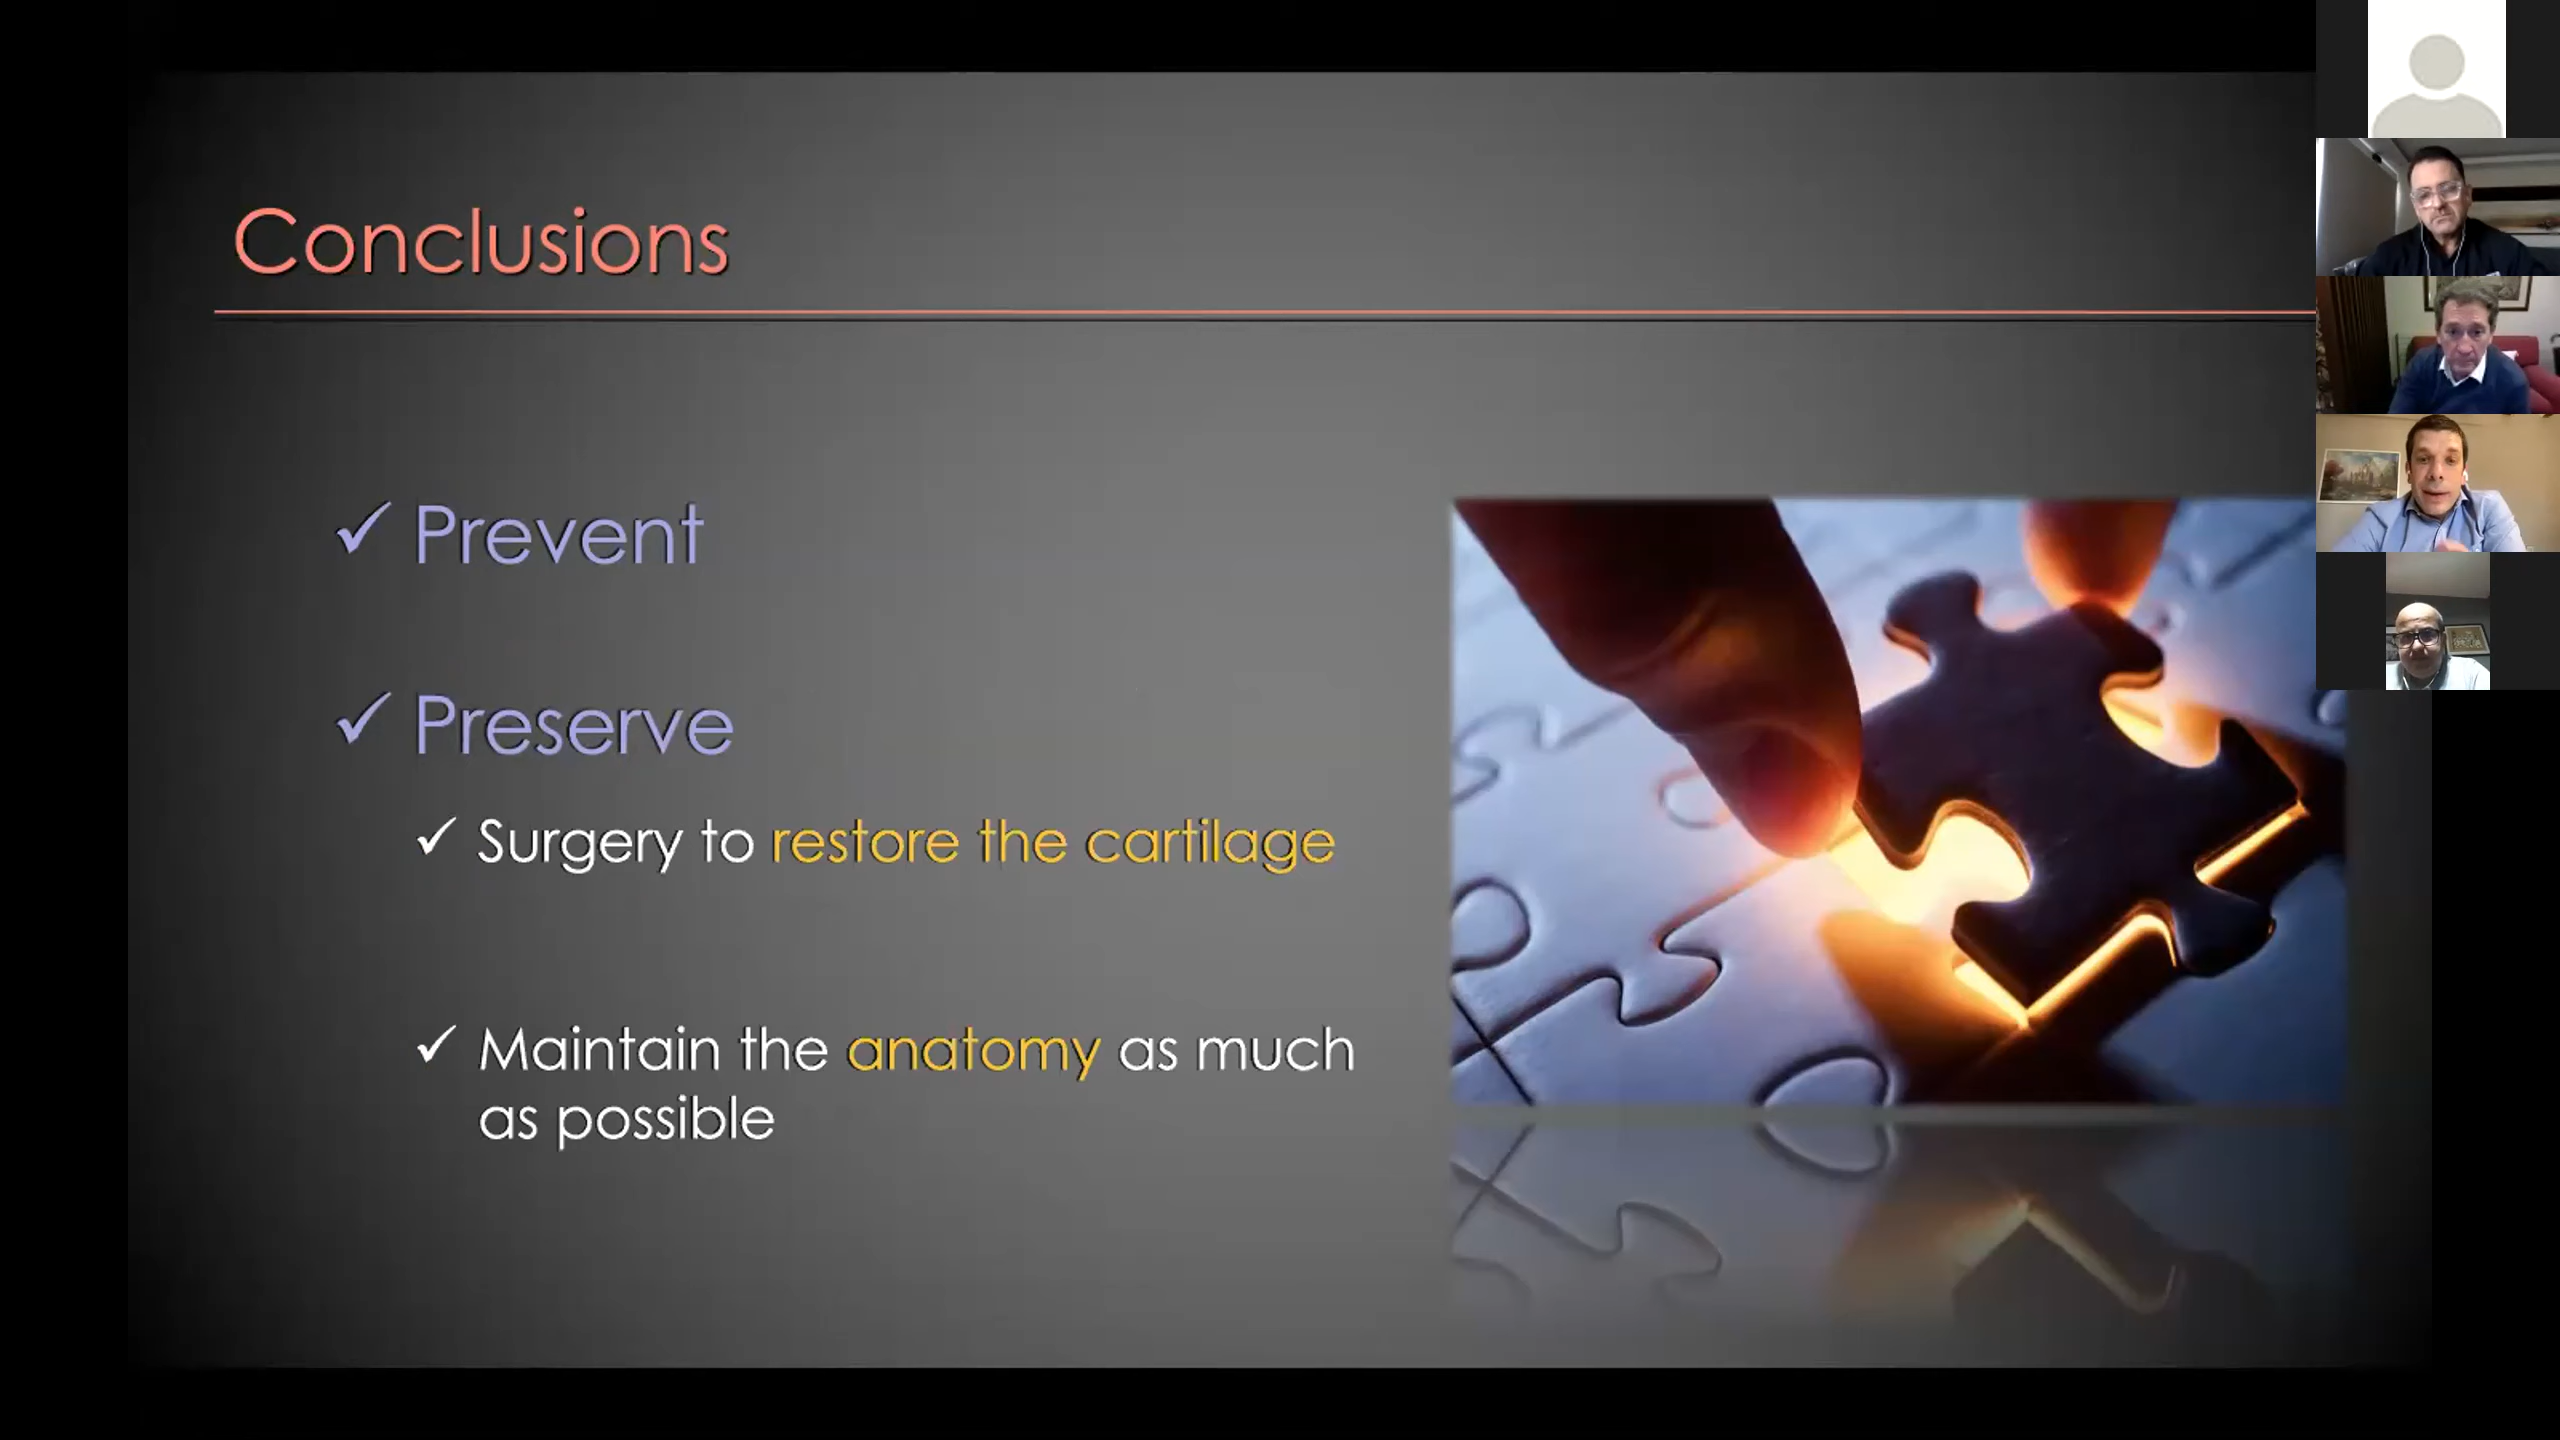 Conclusions
✓ Prevent
✓ Preserve
✓ Surgery to restore the cartilage
✓ Maintain the anatomy as much
as possible